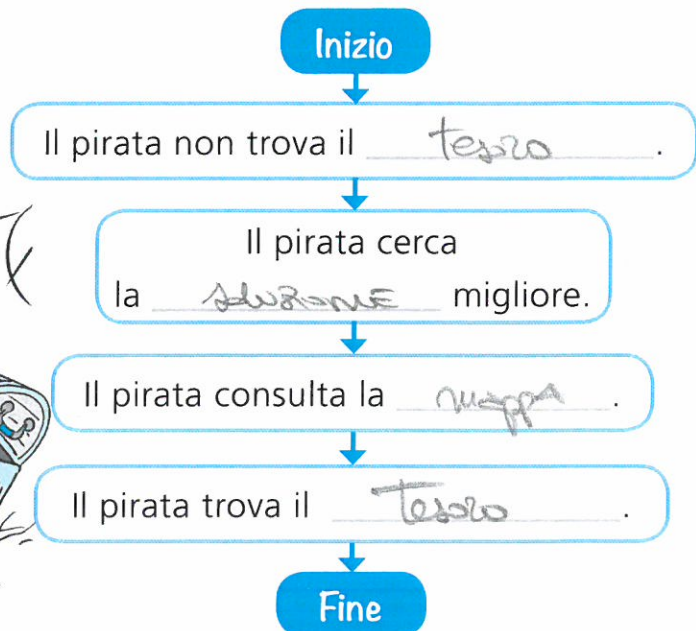 Inizio
Il pirata non trova il tesoro.
Il pirata cerca
la soluzione migliore.
Il pirata consulta la mappa.
Il pirata trova il Tesoro.
Fine